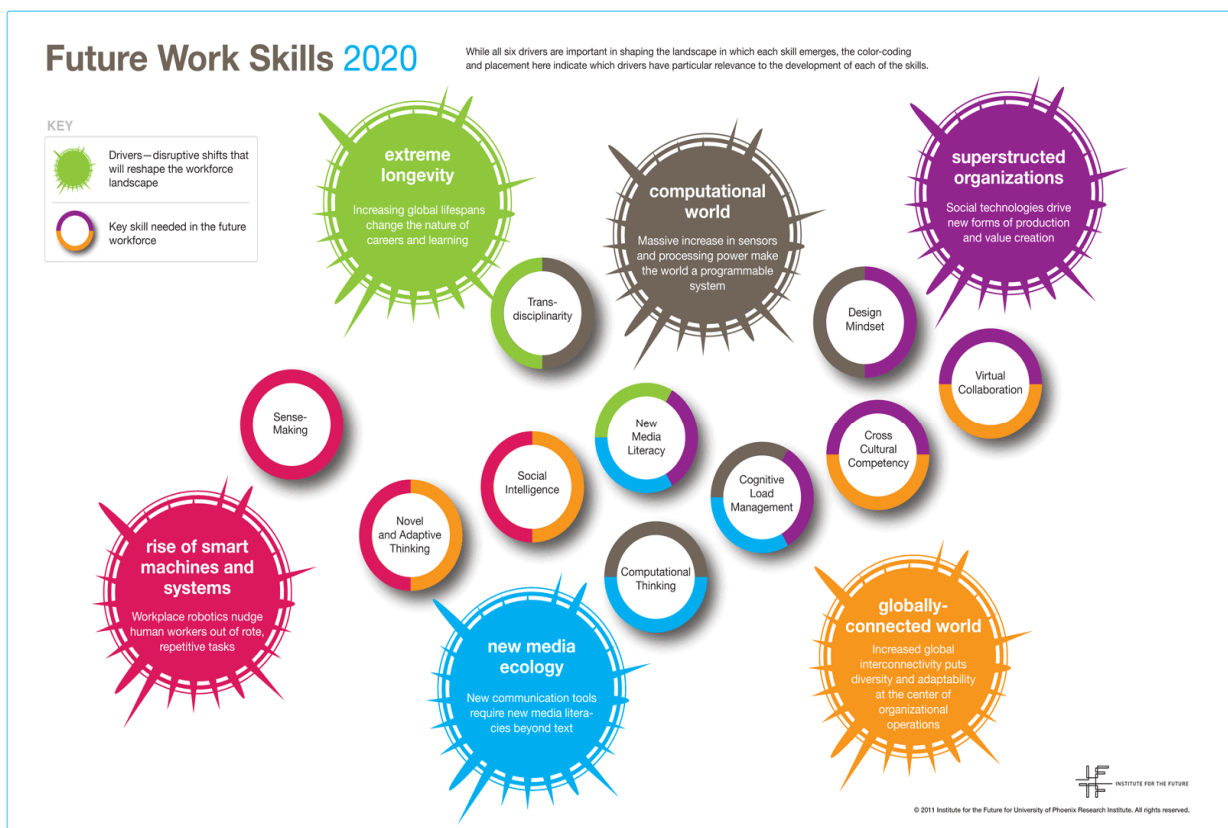 Future Work Skills 2020
While all six drivers are important in shaping the landscape in which each skill emerges, the color-coding
and placement here indicate which drivers have particular relevance to the development of each of the skills.
KEY
Drivers—disruptive shifts that
will reshape the workforce
landscape
Key skill needed in the future
workforce
extreme
longevity
Increasing global lifespans
change the nature of
careers and learning
computational
world
Massive increase in sensors
and processing power make
the world a programmable
system
superstructed
organizations
Social technologies drive
new forms of production
and value creation
Trans-
disciplinarity
Design
Mindset
Virtual
Collaboration
Sense-
Making
New
Media
Literacy
Cross
Cultural
Competency
Social
Intelligence
Cognitive
Load
Management
Novel
and Adaptive
Thinking
Computational
Thinking
rise of smart
machines and
systems
Workplace robotics nudge
human workers out of rote,
repetitive tasks
new media
ecology
New communication tools
require new media litera-
cies beyond text
globally-
connected world
Increased global
interconnectivity puts
diversity and adaptability
at the center of
organizational
operations
INSTITUTE FOR THE FUTURE
© 2011 Institute for the Future for University of Phoenix Research Institute. All rights reserved.